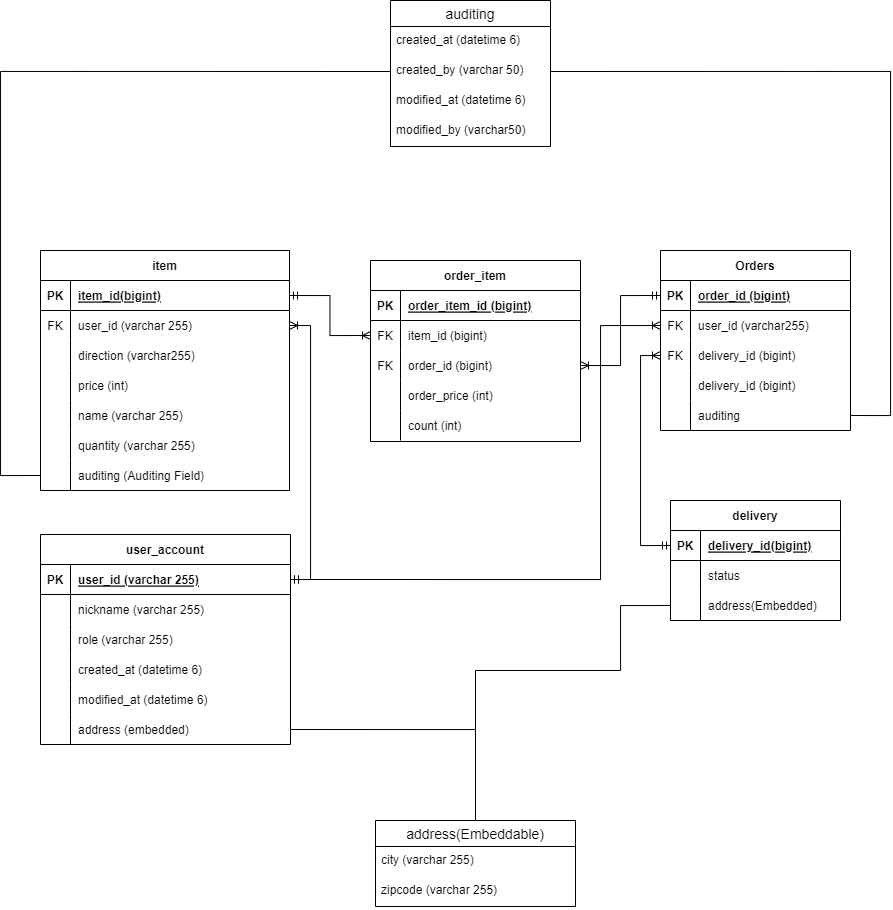 auditing
created_at (datetime 6)
created_by (varchar 50)
modified_at (datetime 6)
modified_by (varchar50)
item
PK item_id(bigint)
FK user_id (varchar 255)
direction (varchar255)
price (int)
name (varchar 255)
quantity (varchar 255)
auditing (Auditing Field)
order_item
PK order_item_id (bigint)
FK item_id (bigint)
FK order_id (bigint)
order_price (int)
count (int)
Orders
PK order_id (bigint)
FK user_id (varchar255)
FK delivery_id (bigint)
delivery_id (bigint)
auditing
user_account
PK user_id (varchar 255)
nickname (varchar 255)
role (varchar 255)
created_at (datetime 6)
modified_at (datetime 6)
address (embedded)
delivery
PK delivery_id(bigint)
status
address(Embedded)
address(Embeddable)
city (varchar 255)
zipcode (varchar 255)